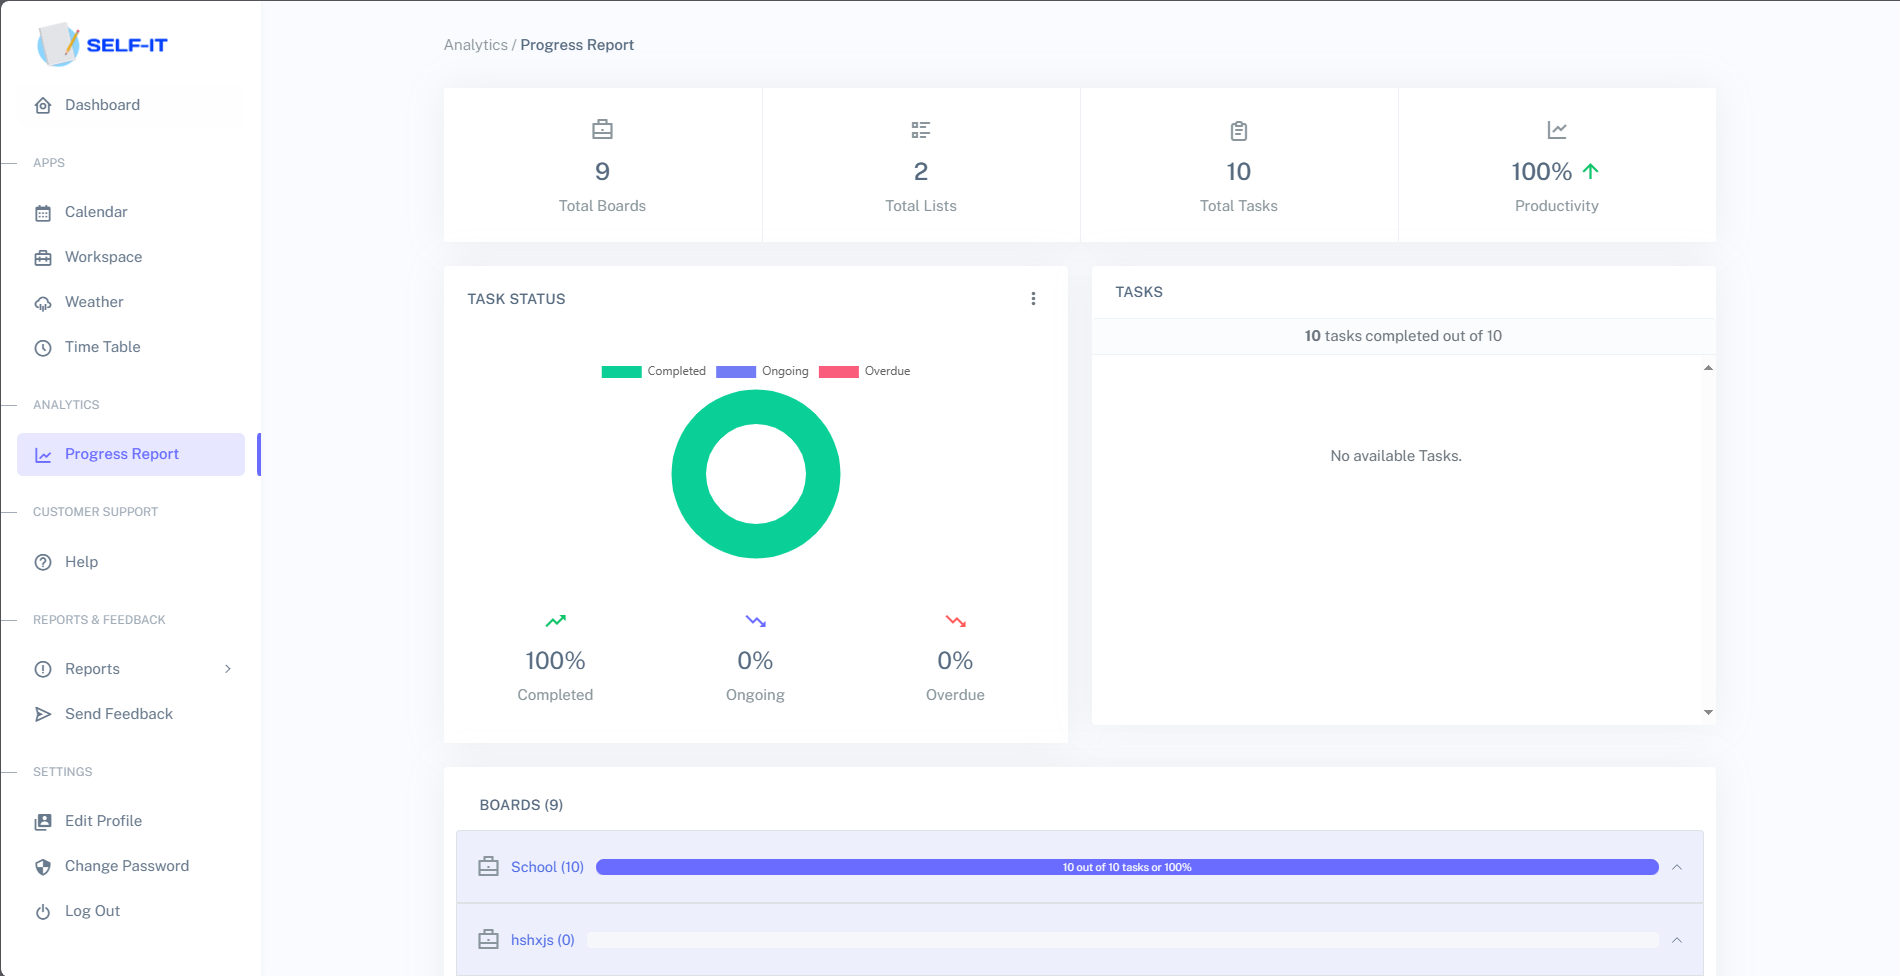 SELF-IT
Dashboard
APPS
Calendar
Workspace
Weather
Time Table
ANALYTICS
Progress Report
CUSTOMER SUPPORT
Help
REPORTS & FEEDBACK
Reports
Send Feedback
SETTINGS
Edit Profile
Change Password
Log Out
Analytics / Progress Report
9
Total Boards
2
Total Lists
10
Total Tasks
100%
Productivity
TASK STATUS
Completed Ongoing Overdue
100%
Completed
0%
Ongoing
0%
Overdue
TASKS
10 tasks completed out of 10
No available Tasks.
BOARDS (9)
School (10) 10 out of 10 tasks or 100%
hshxjs (0)